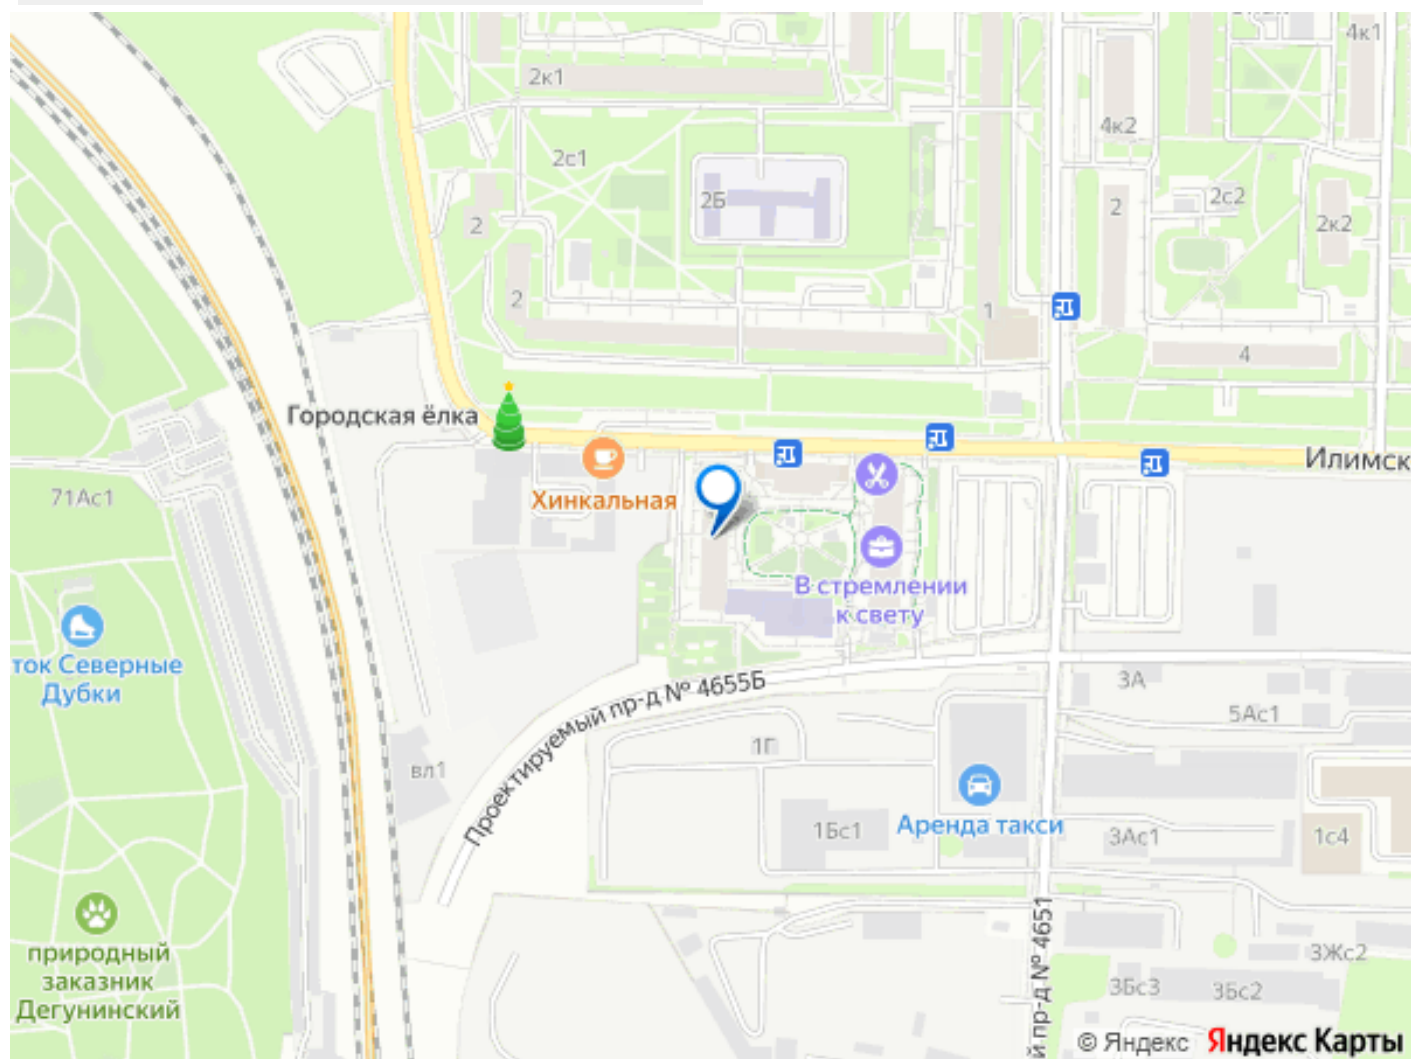 4к1
2к1
4к2
2с1
2Б
2с2
2
2
2к2
2
1
4
Городская ёлка
Илимск
Хинкальная
71Ас1
В стремлении
к свету
ток Северные
Дубки
3А
Проектируемый пр-д № 4655Б
5Ас1
1Г
вл1
Аренда такси
1Бс1
3Ас1
1с4
природный
заказник
Дегунинский
й пр-д № 4651
3Жс2
3Бс3
3Бс2
© Яндекс Яндекс Карты